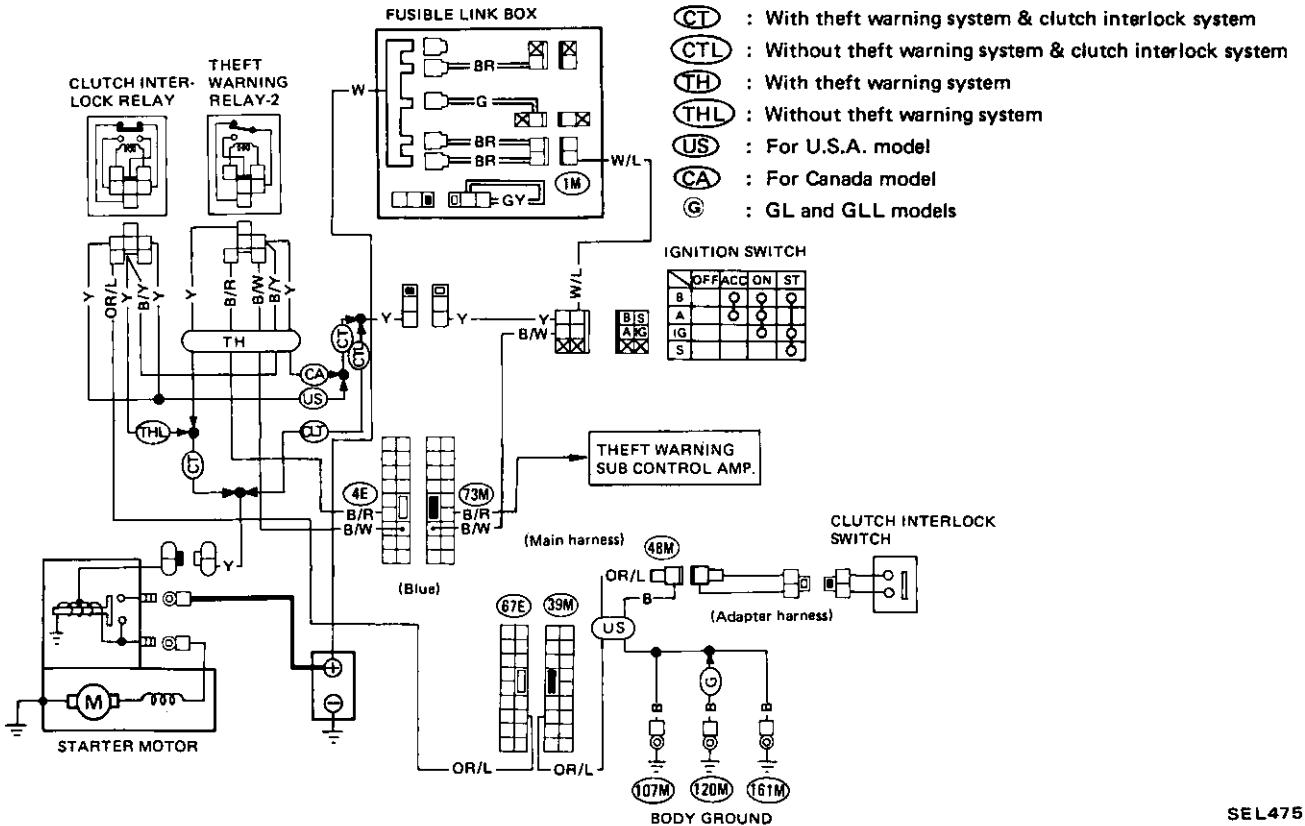 FUSIBLE LINK BOX
CT : With theft warning system & clutch interlock system
CTL : Without theft warning system & clutch interlock system
TH : With theft warning system
THL : Without theft warning system
US : For U.S.A. model
CA : For Canada model
G : GL and GLL models
CLUTCH INTER-
LOCK RELAY
THEFT
WARNING
RELAY-2
W
BR
G
BR
BR
GY
1M
W/L
IGNITION SWITCH
OFF ACC ON ST
B
A
IG
S
W/L
B S
A IG
Y
OR/L
Y
B/Y
Y
Y
B/R
B/W
B/Y
Y
TH
CT
CTL
Y
Y
Y
B/W
CA
US
THL
CLT
CT
4E
73M
B/R
B/W
B/R
B/W
(Blue)
THEFT WARNING
SUB CONTROL AMP.
Y
M
STARTER MOTOR
(Main harness)
48M
OR/L
B
(Adapter harness)
CLUTCH INTERLOCK
SWITCH
67E
39M
US
G
B
B
B
OR/L
OR/L
107M
120M
161M
BODY GROUND
SEL475